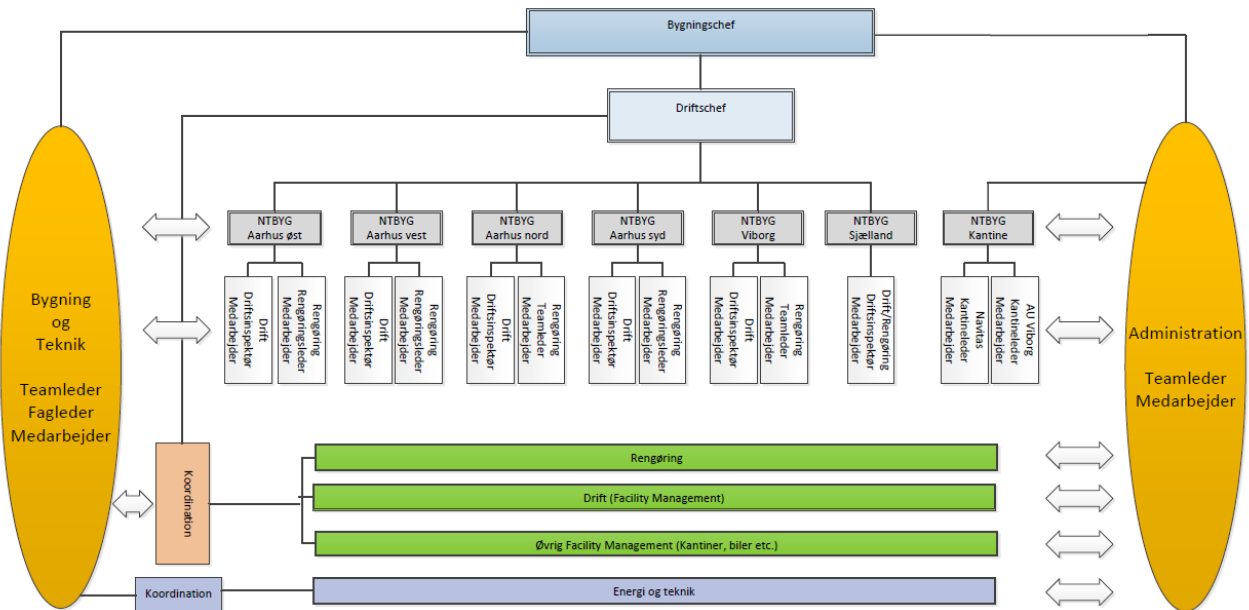 Bygningschef
Driftschef
NTBYG
Aarhus øst
NTBYG
Aarhus vest
NTBYG
Aarhus nord
NTBYG
Aarhus syd
NTBYG
Viborg
NTBYG
Sjælland
NTBYG
Kantine
Drift
Driftsinspektør
Medarbejder
Rengøring
Rengøringsleder
Medarbejder
Drift
Driftsinspektør
Medarbejder
Rengøring
Rengøringsleder
Medarbejder
Drift
Driftsinspektør
Medarbejder
Rengøring
Teamleder
Medarbejder
Drift
Driftsinspektør
Medarbejder
Rengøring
Rengøringsleder
Medarbejder
Drift
Driftsinspektør
Medarbejder
Rengøring
Teamleder
Medarbejder
Drift/Rengøring
Driftsinspektør
Medarbejder
Navitas
Kantineleder
Medarbejder
AU Viborg
Kantineleder
Medarbejder
Bygning
og
Teknik
Teamleder
Fagleder
Medarbejder
Administration
Teamleder
Medarbejder
Koordination
Rengøring
Drift (Facility Management)
Øvrig Facility Management (Kantiner, biler etc.)
Koordination
Energi og teknik